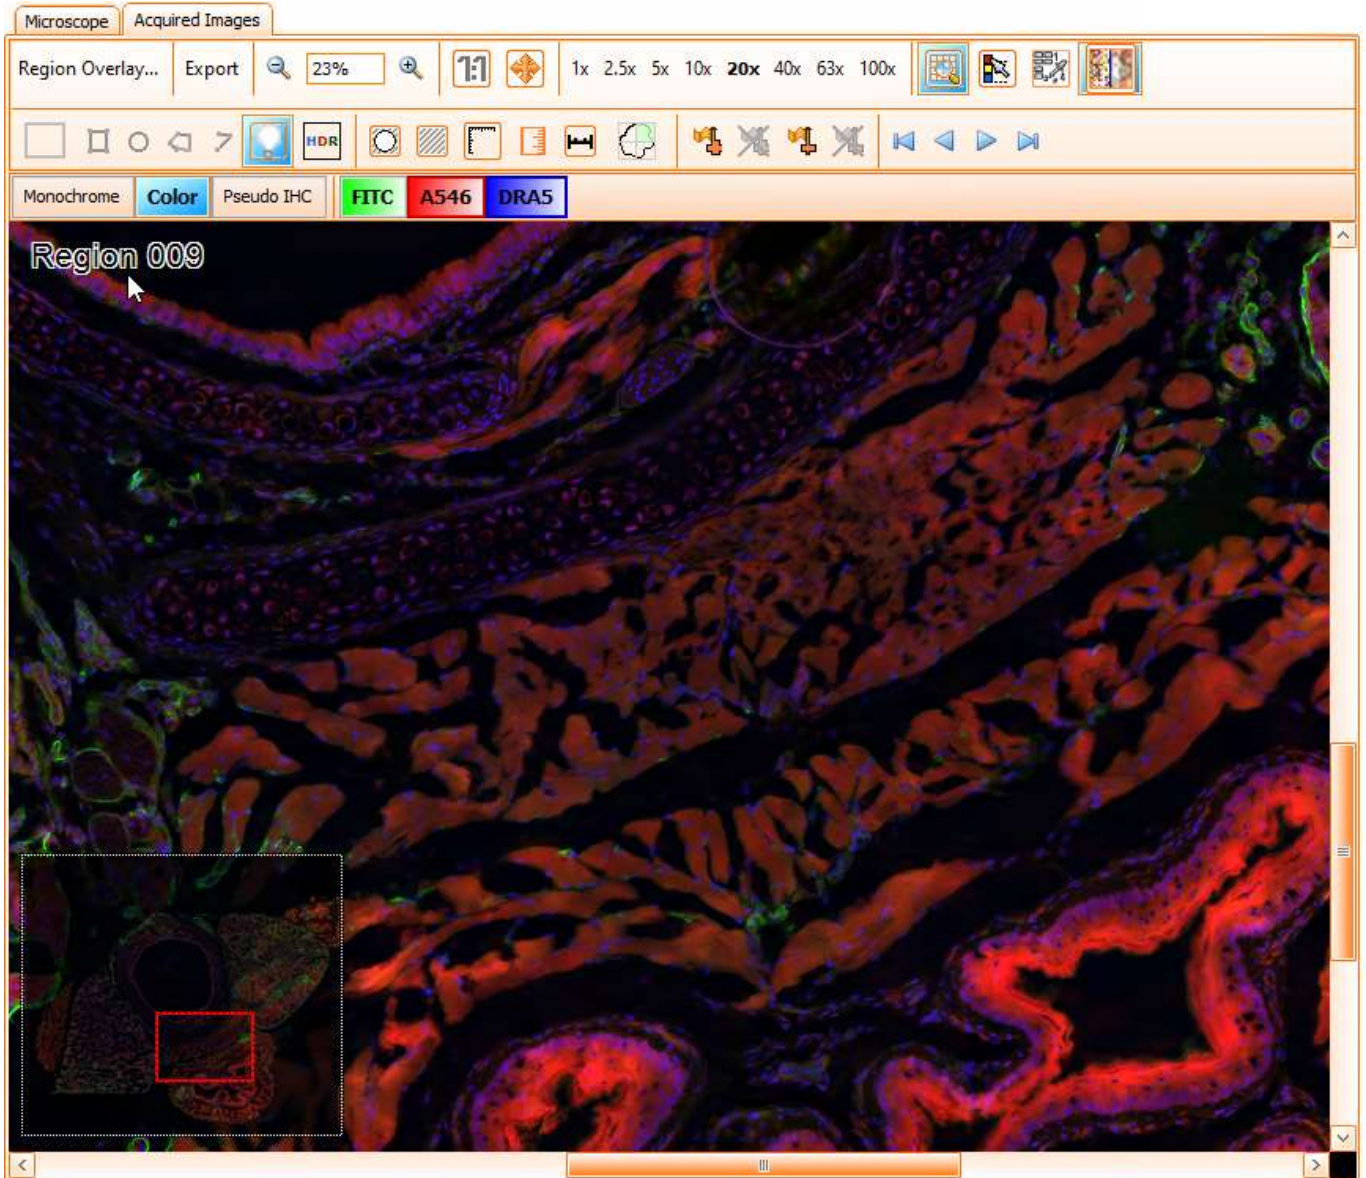 Microscope Acquired Images
Region Overlay... Export 23% 1:1 1x 2.5x 5x 10x 20x 40x 63x 100x
HDR
Monochrome Color Pseudo IHC FITC A546 DRA5
Region 009